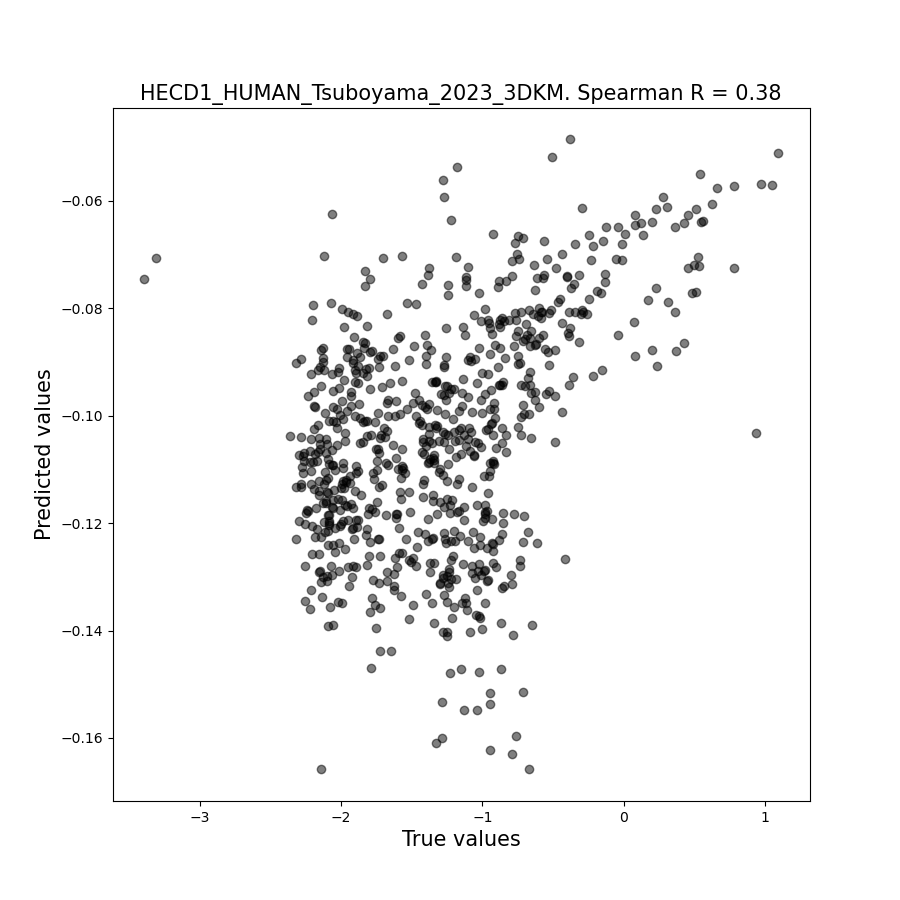 HECD1_HUMAN_Tsuboyama_2023_3DKM. Spearman R = 0.38
−0.06
−0.08
−0.10
−0.12
−0.14
−0.16
Predicted values
−3 −2 −1 0 1
True values